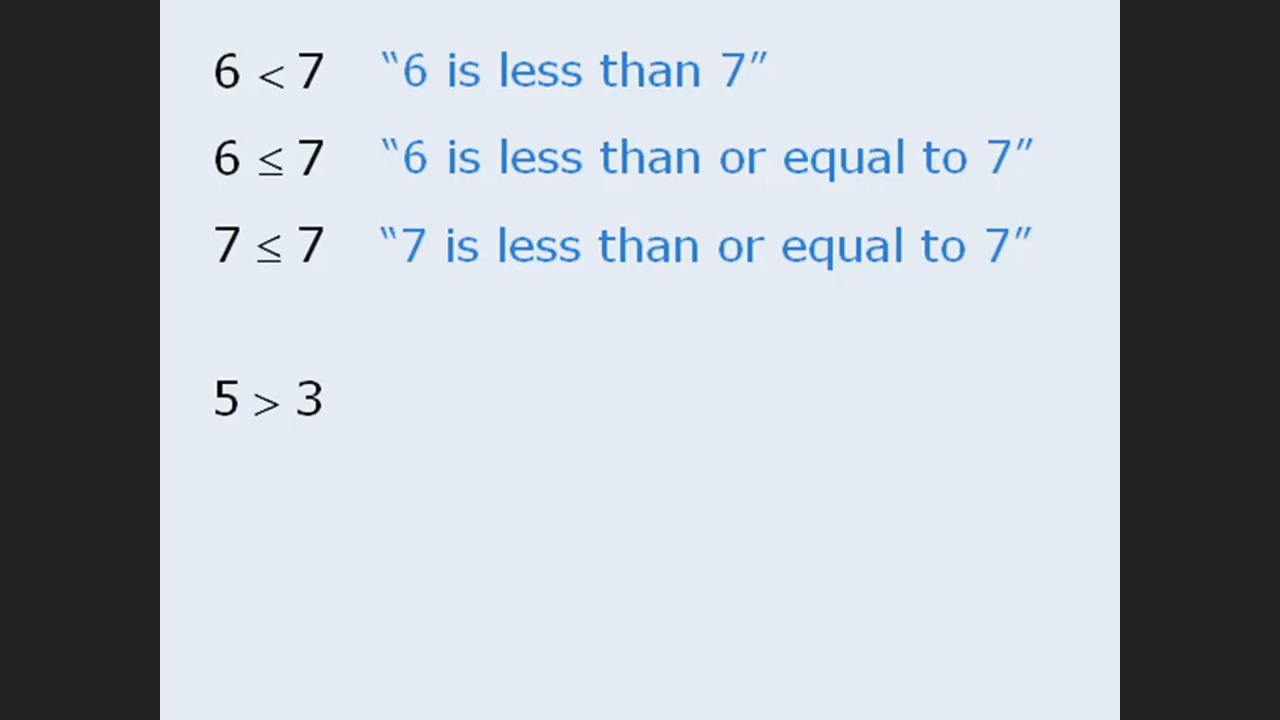 6 < 7 “6 is less than 7”
6 ≤ 7 “6 is less than or equal to 7”
7 ≤ 7 “7 is less than or equal to 7”
5 > 3